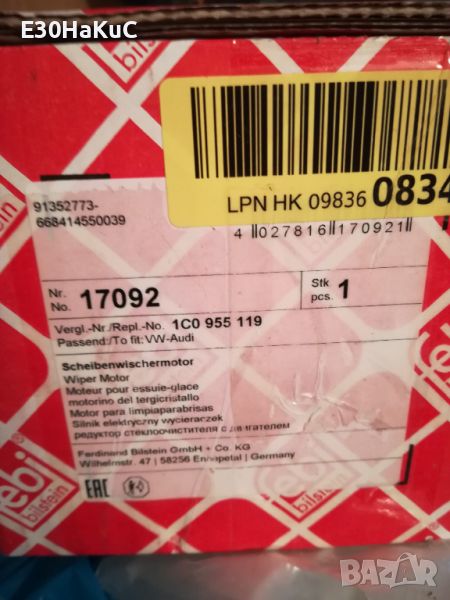 E30HaKuC
bilstein
LPN HK 09836 0834
91352773-
668414550039
4 027816 170921
Nr.
No. 17092
Stk
pcs. 1
Vergl.-Nr./Repl.-No. 1C0 955 119
Passend:/To fit:VW-Audi
Scheibenwischermotor
Wiper Motor
Moteur pour essuie-glace
motorino del tergicristallo
Motor para limpiaparabrisas
Silnik elektryczny wycieraczek
редуктор стеклоочистителя с двигателем
Ferdinand Bilstein GmbH + Co. KG
Wilhelmstr. 47 | 58256 Ennepetal | Germany
EAC
febi
bilstein
BAZAR